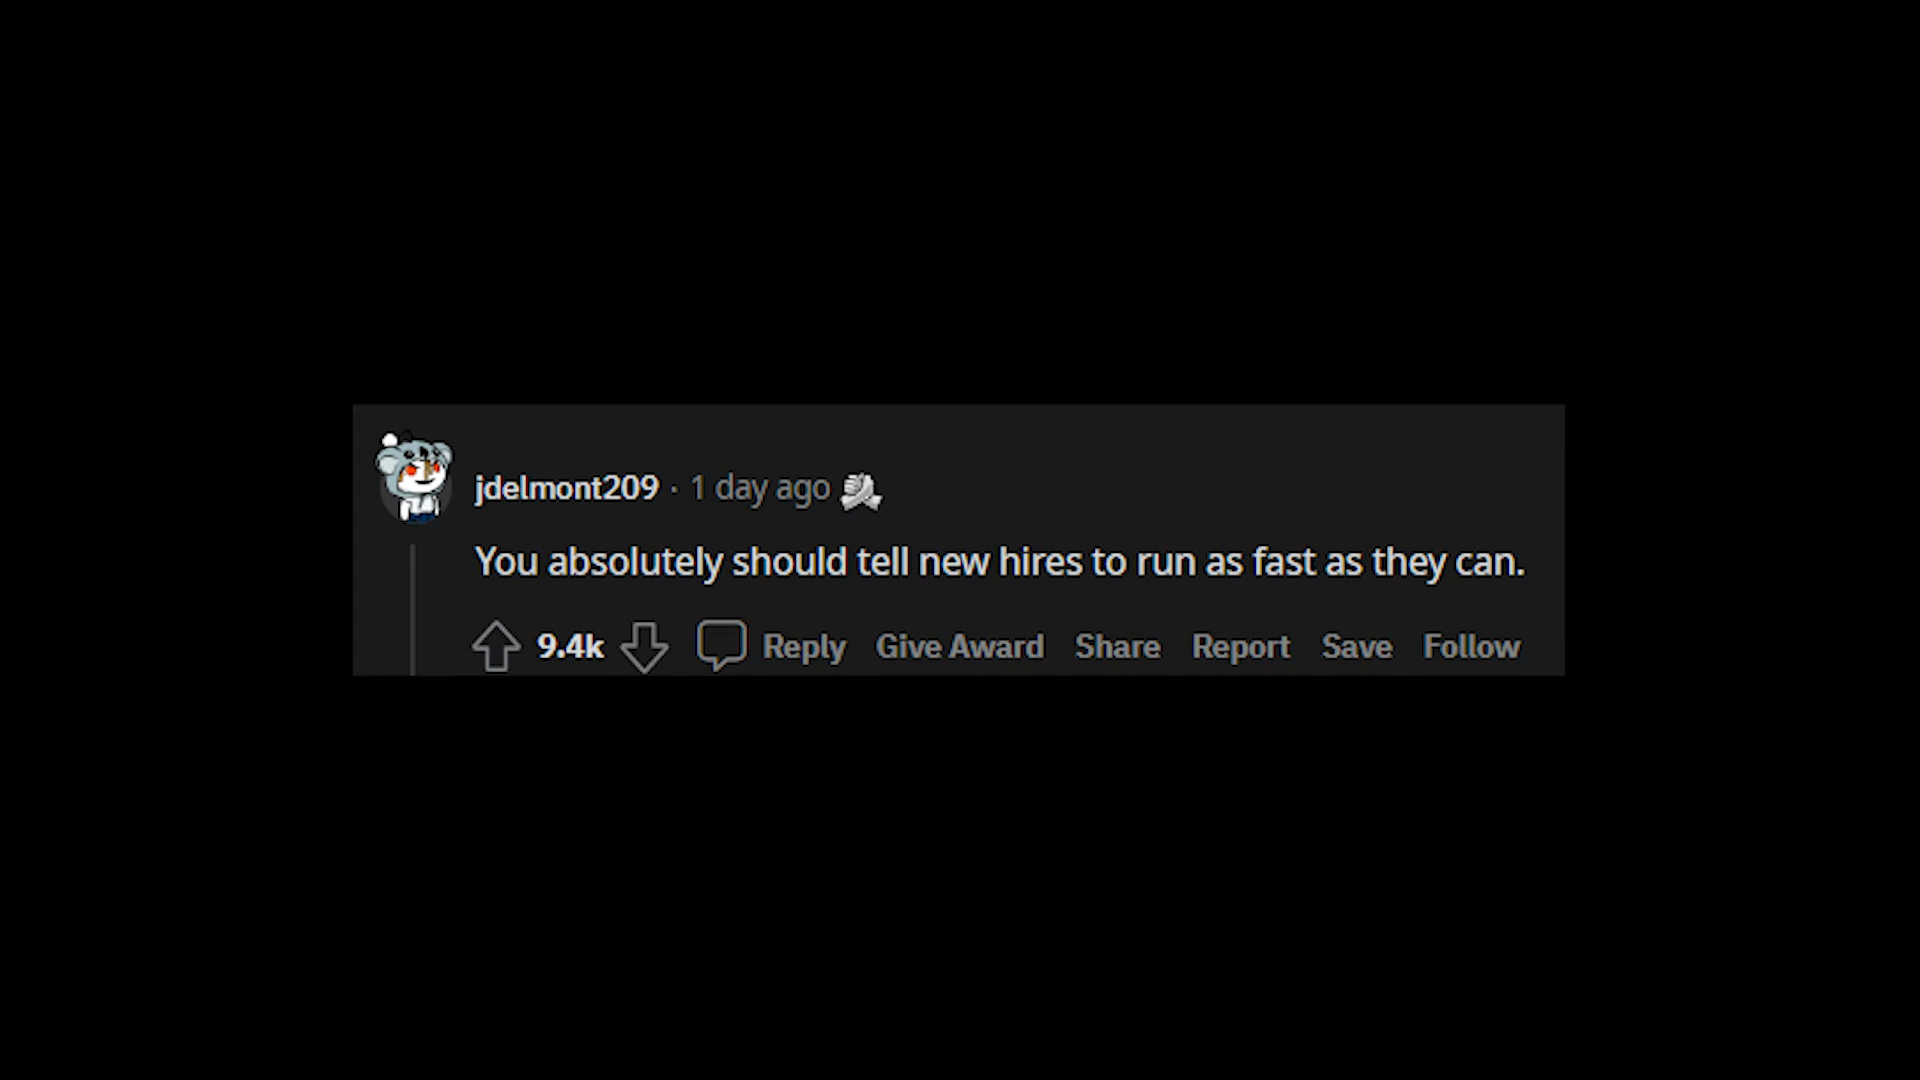 jdelmont209 · 1 day ago
You absolutely should tell new hires to run as fast as they can.
9.4k Reply Give Award Share Report Save Follow